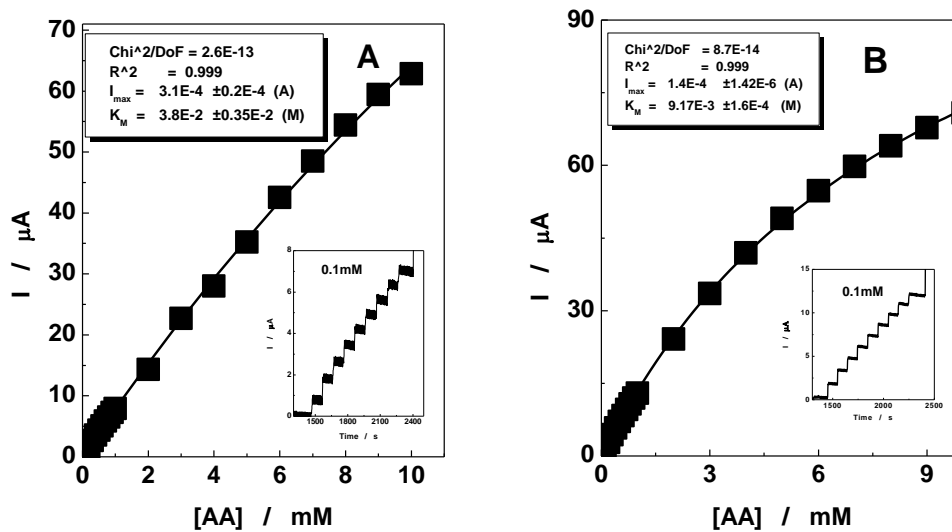 A
Chi^2/DoF = 2.6E-13
R^2 = 0.999
I_max = 3.1E-4 ±0.2E-4 (A)
K_M = 3.8E-2 ±0.35E-2 (M)
70
60
50
40
30
20
10
0
I / µA
0 2 4 6 8 10
[AA] / mM
0.1mM
8
6
4
2
0
I / µA
1500 1800 2100 2400
Time / s
B
Chi^2/DoF = 8.7E-14
R^2 = 0.999
I_max = 1.4E-4 ±1.42E-6 (A)
K_M = 9.17E-3 ±1.6E-4 (M)
90
60
30
0
I / µA
0 3 6 9
[AA] / mM
0.1mM
15
10
5
0
I / µA
1500 2000 2500
Time / s